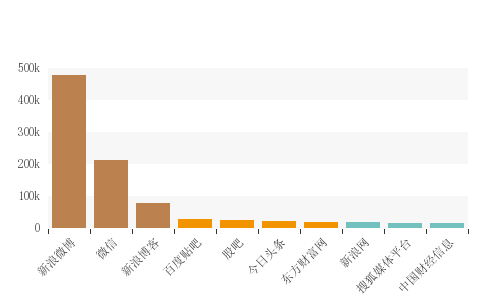 500k
400k
300k
200k
100k
0
新浪微博
微信
新浪博客
百度贴吧
股吧
今日头条
东方财富网
新浪网
搜狐媒体平台
中国财经信息